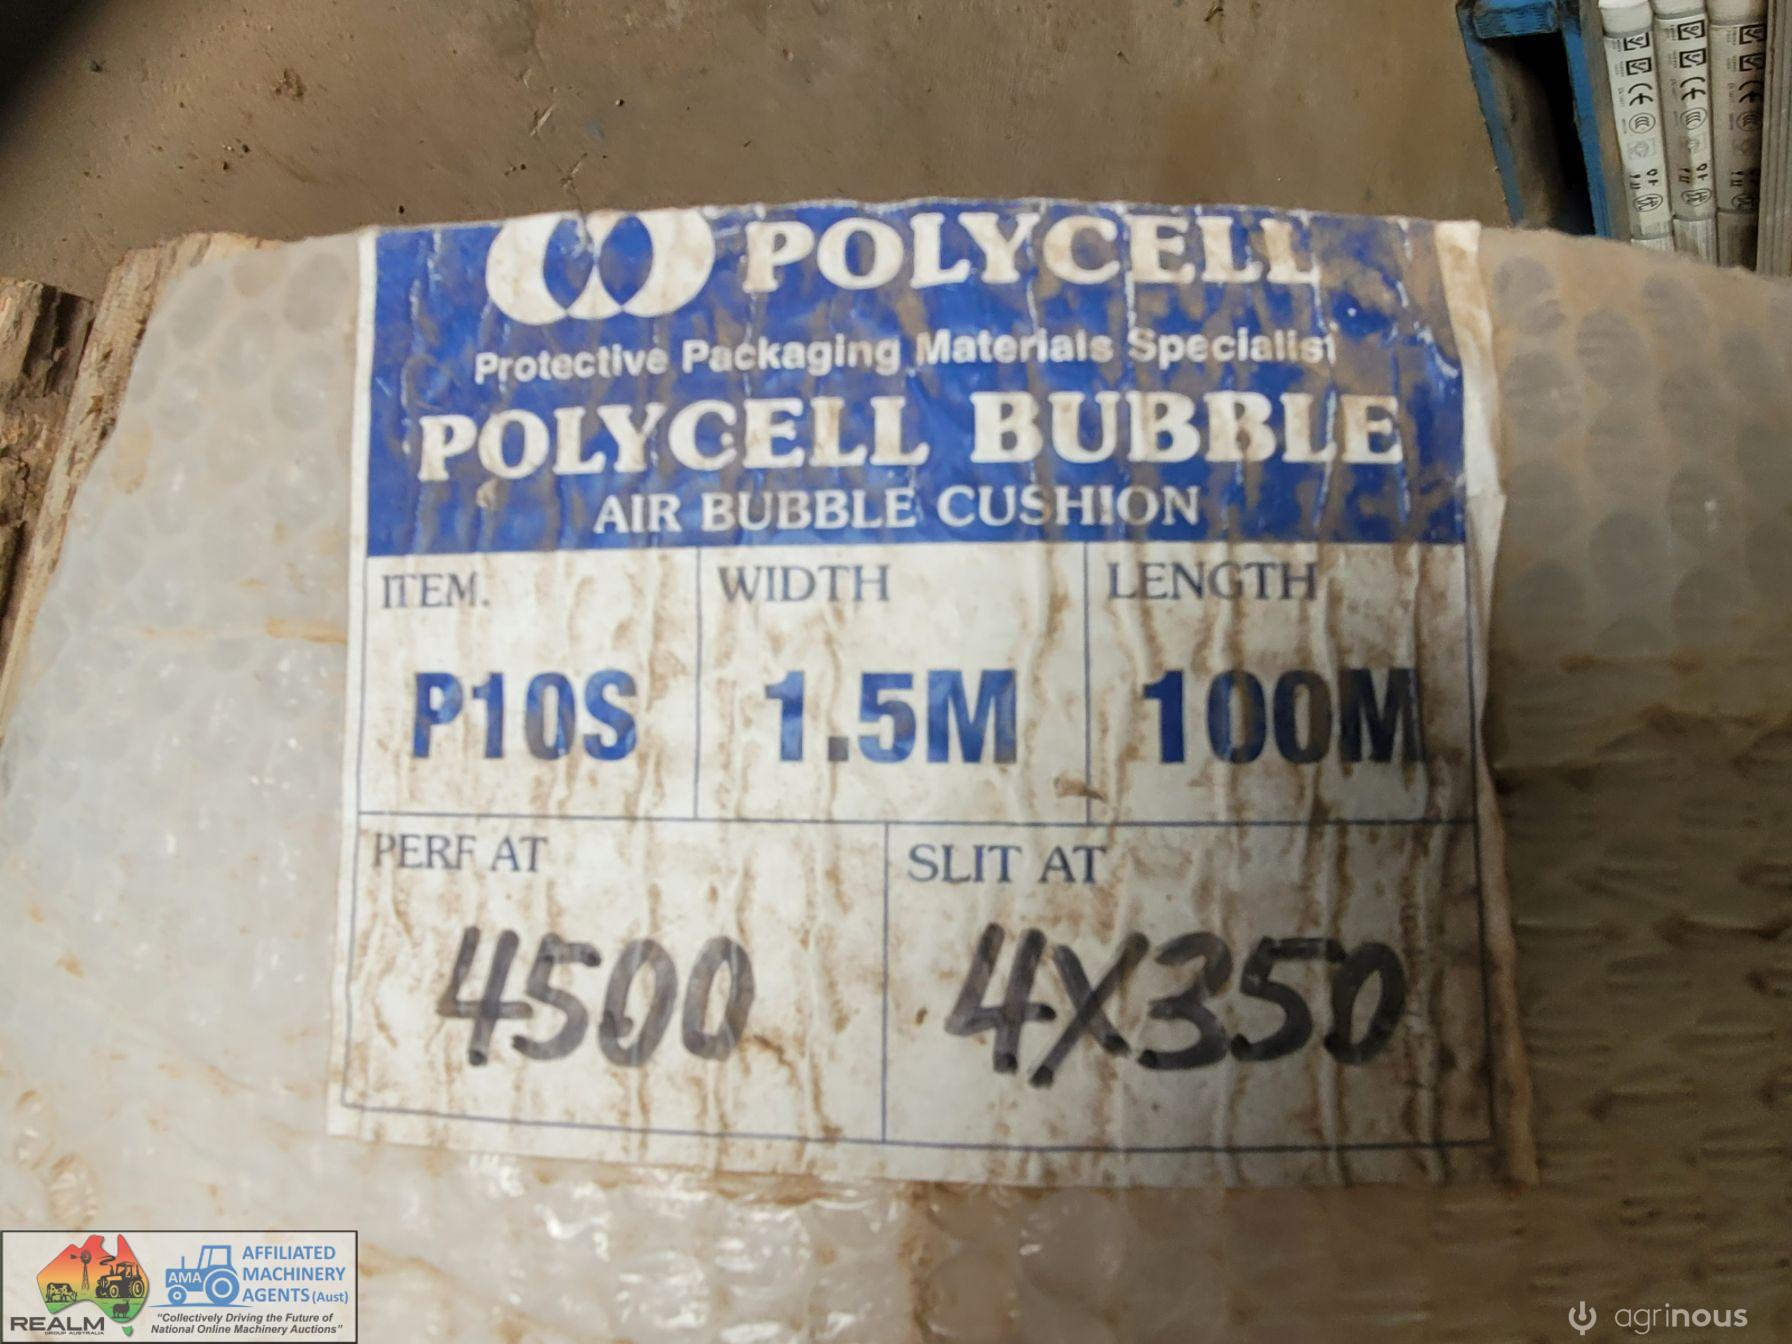 POLYCELL
Protective Packaging Materials Specialist
POLYCELL BUBBLE
AIR BUBBLE CUSHION
ITEM. WIDTH LENGTH
P10S 1.5M 100M
PERF AT SLIT AT
4500 4X350
REALM
GROUP AUSTRALIA
AMA
AFFILIATED
MACHINERY
AGENTS (Aust)
"Collectively Driving the Future of
National Online Machinery Auctions"
agrinous